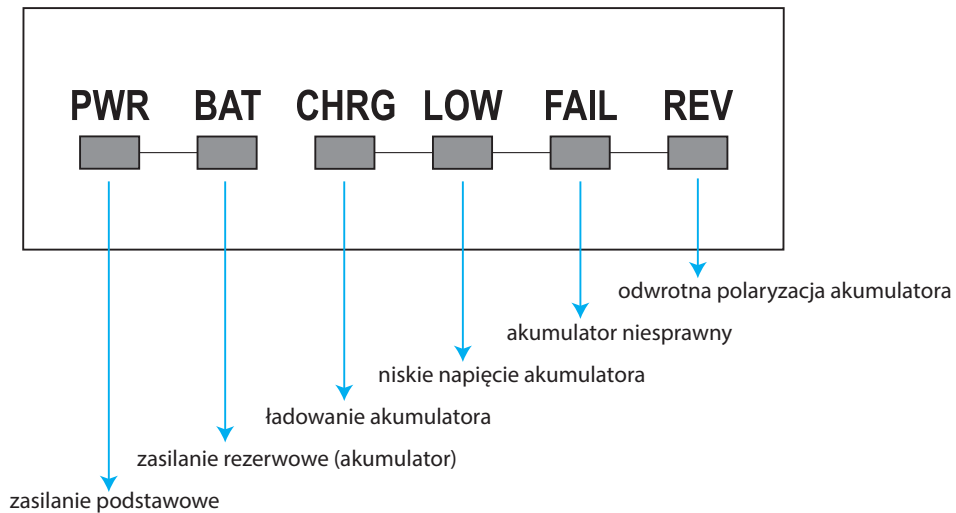 PWR BAT CHRG LOW FAIL REV
odwrotna polaryzacja akumulatora
akumulator niesprawny
niskie napięcie akumulatora
ładowanie akumulatora
zasilanie rezerwowe (akumulator)
zasilanie podstawowe